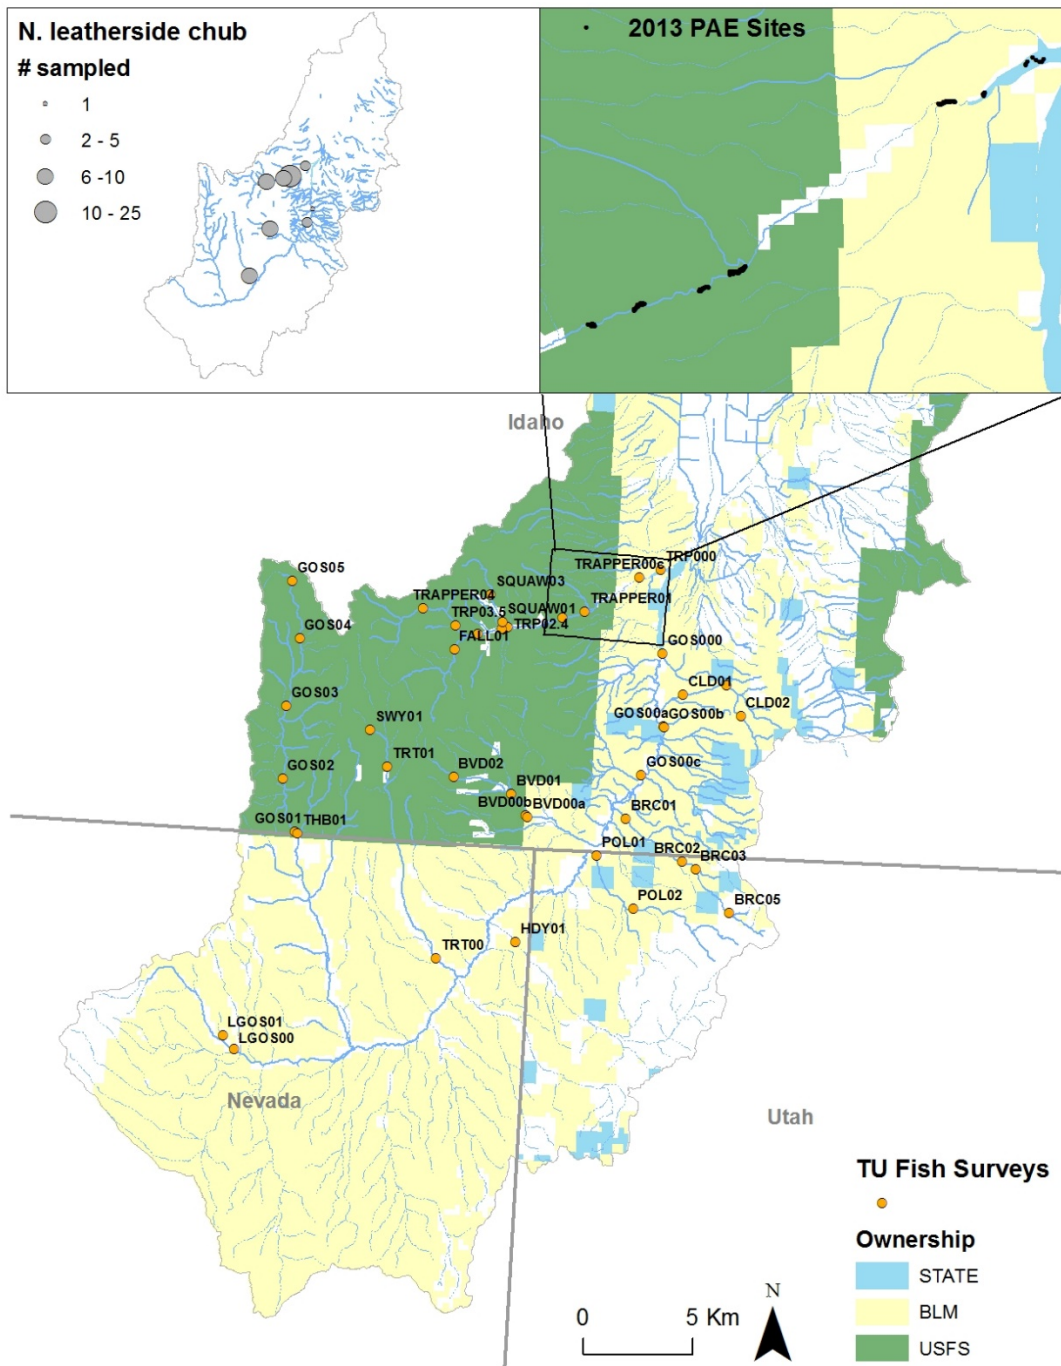 N. leatherside chub
# sampled
1
2 - 5
6 -10
10 - 25
2013 PAE Sites
Idaho
GOS05
SQUAW03
TRAPPER00c
TRP000
TRAPPER04
TRAPPER01
TRP03.5
SQUAW01
GOS04
FALL01
TRP02.4
GOS000
CLD01
GOS03
SWY01
GOS00a
GOS00b
CLD02
TRT01
GOS02
BVD02
GOS00c
BVD01
BVD00b
BVD00a
BRC01
GOS01
THB01
POL01
BRC02
BRC03
POL02
BRC05
HDY01
TRT00
LGOS01
LGOS00
Nevada
Utah
TU Fish Surveys
Ownership
STATE
BLM
USFS
N
0
5 Km